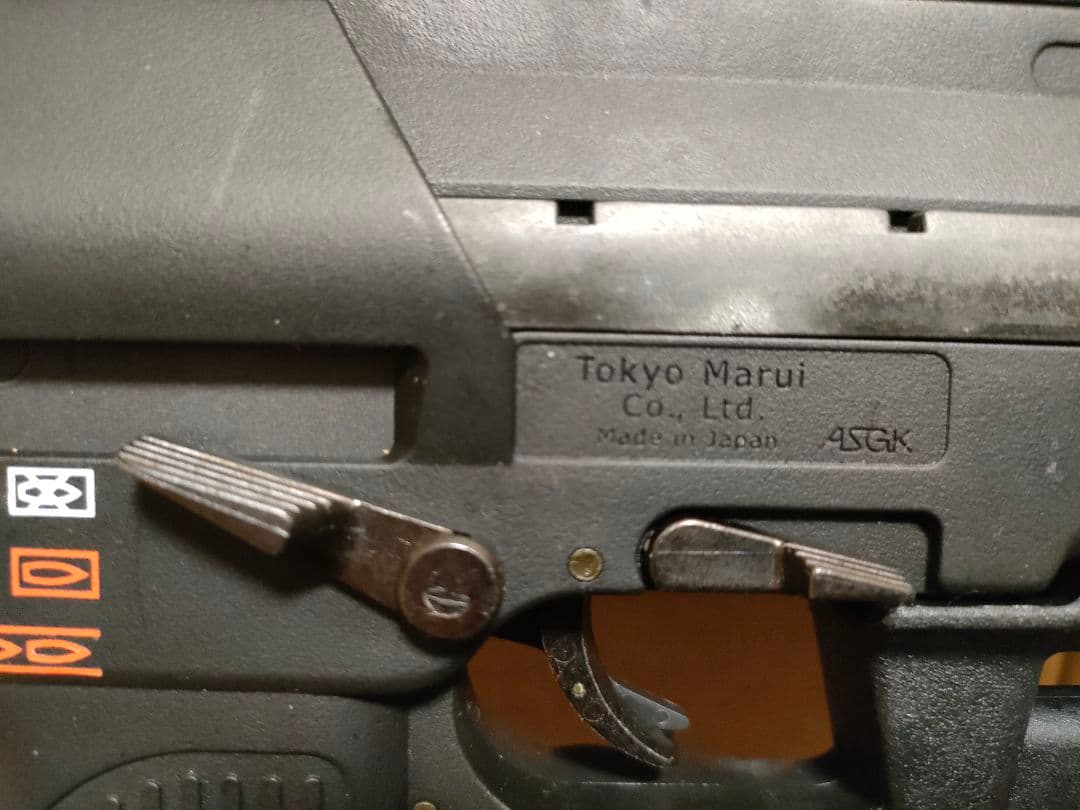 Tokyo Marui
Co., Ltd.
Made in Japan ASGK